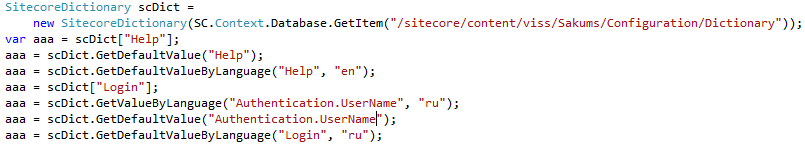 SitecoreDictionary scDict =
new SitecoreDictionary(SC.Context.Database.GetItem("/sitecore/content/viss/Sakums/Configuration/Dictionary"));
var aaa = scDict["Help"];
aaa = scDict.GetDefaultValue("Help");
aaa = scDict.GetDefaultValueByLanguage("Help", "en");
aaa = scDict["Login"];
aaa = scDict.GetValueByLanguage("Authentication.UserName", "ru");
aaa = scDict.GetDefaultValue("Authentication.UserName");
aaa = scDict.GetDefaultValueByLanguage("Login", "ru");